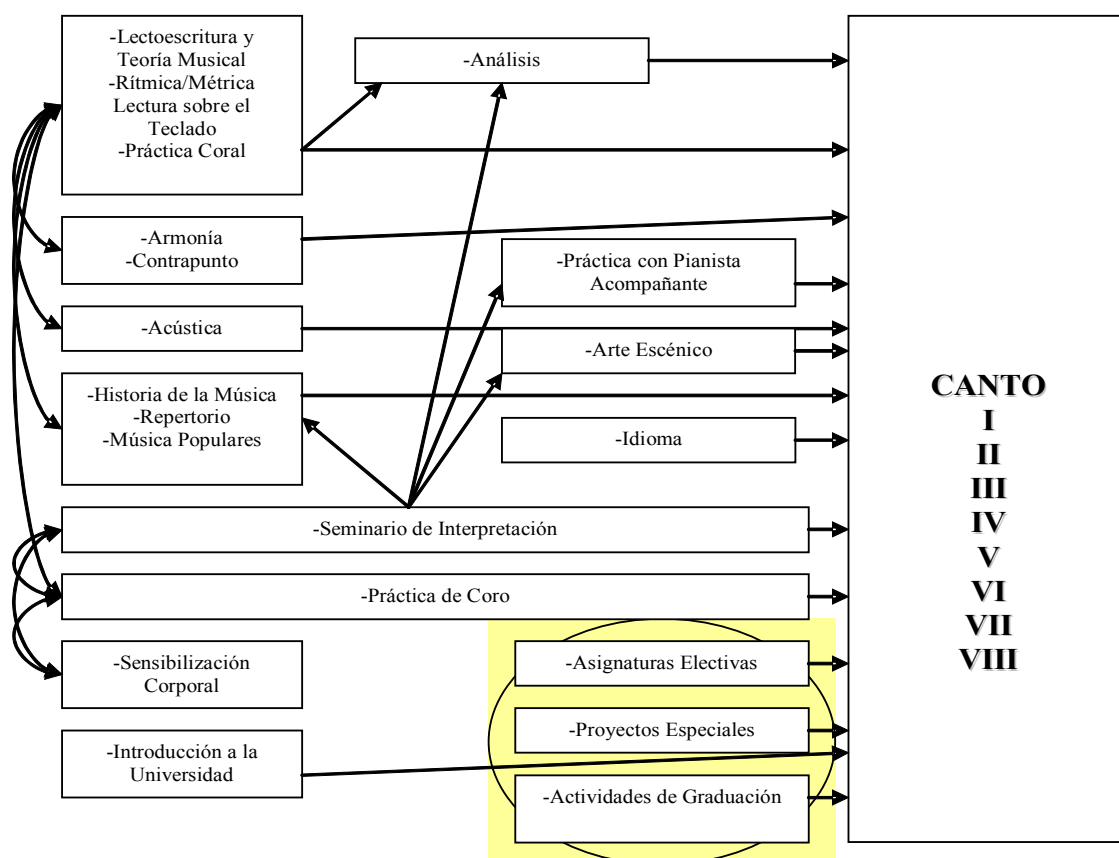 -Lectoescritura y
Teoría Musical
-Rítmica/Métrica
Lectura sobre el
Teclado
-Práctica Coral
-Análisis
-Armonía
-Contrapunto
-Práctica con Pianista
Acompañante
-Acústica
-Arte Escénico
-Historia de la Música
-Repertorio
-Música Populares
-Idioma
-Seminario de Interpretación
-Práctica de Coro
-Sensibilización
Corporal
-Asignaturas Electivas
-Introducción a la
Universidad
-Proyectos Especiales
-Actividades de Graduación
CANTO
I
II
III
IV
V
VI
VII
VIII